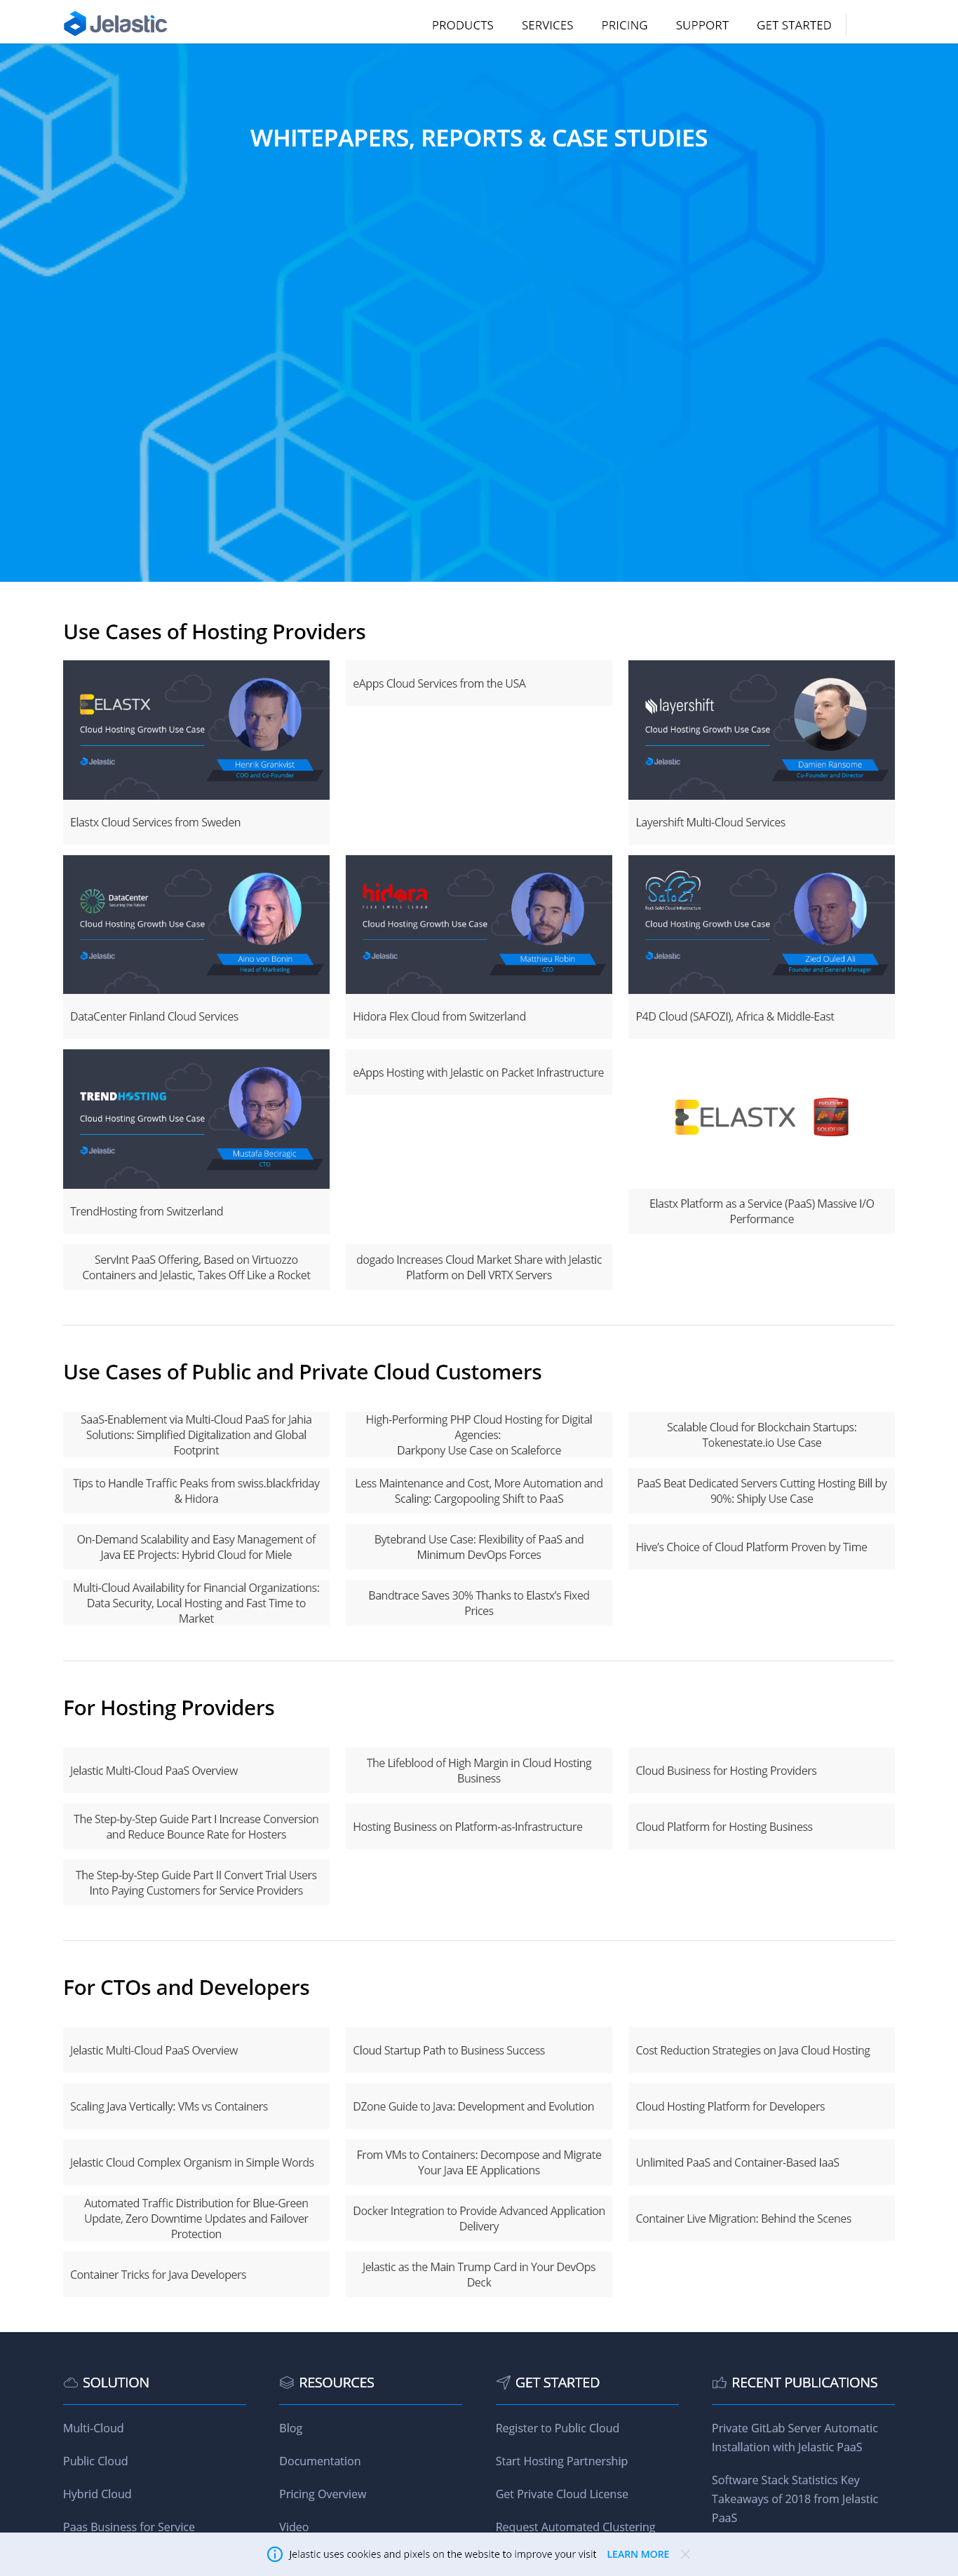 Jelastic
PRODUCTS
SERVICES
PRICING
SUPPORT
GET STARTED
WHITEPAPERS, REPORTS & CASE STUDIES
Use Cases of Hosting Providers
ELASTX
Cloud Hosting Growth Use Case
Jelastic
Henrik Grankvist
COO and Co-Founder
Elastx Cloud Services from Sweden
eApps Cloud Services from the USA
layershift
Cloud Hosting Growth Use Case
Jelastic
Damien Ransome
Co-Founder and Director
Layershift Multi-Cloud Services
DataCenter
Securing the future
Cloud Hosting Growth Use Case
Jelastic
Aino von Bonin
Head of Marketing
DataCenter Finland Cloud Services
hidora
FLEX SWISS CLOUD
Cloud Hosting Growth Use Case
Jelastic
Matthieu Robin
CEO
Hidora Flex Cloud from Switzerland
Safozi
Rock Solid Cloud Infrastructure
Cloud Hosting Growth Use Case
Jelastic
Zied Ouled Ali
Founder and General Manager
P4D Cloud (SAFOZI), Africa & Middle-East
TRENDHOSTING
Cloud Hosting Growth Use Case
Jelastic
Mustafa Beciragic
CTO
TrendHosting from Switzerland
eApps Hosting with Jelastic on Packet Infrastructure
ELASTX
SOLIDFIRE
Elastx Platform as a Service (PaaS) Massive I/O
Performance
ServInt PaaS Offering, Based on Virtuozzo
Containers and Jelastic, Takes Off Like a Rocket
dogado Increases Cloud Market Share with Jelastic
Platform on Dell VRTX Servers
Use Cases of Public and Private Cloud Customers
SaaS-Enablement via Multi-Cloud PaaS for Jahia
Solutions: Simplified Digitalization and Global
Footprint
High-Performing PHP Cloud Hosting for Digital
Agencies:
Darkpony Use Case on Scaleforce
Scalable Cloud for Blockchain Startups:
Tokenestate.io Use Case
Tips to Handle Traffic Peaks from swiss.blackfriday
& Hidora
Less Maintenance and Cost, More Automation and
Scaling: Cargopooling Shift to PaaS
PaaS Beat Dedicated Servers Cutting Hosting Bill by
90%: Shiply Use Case
On-Demand Scalability and Easy Management of
Java EE Projects: Hybrid Cloud for Miele
Bytebrand Use Case: Flexibility of PaaS and
Minimum DevOps Forces
Hive’s Choice of Cloud Platform Proven by Time
Multi-Cloud Availability for Financial Organizations:
Data Security, Local Hosting and Fast Time to
Market
Bandtrace Saves 30% Thanks to Elastx’s Fixed
Prices
For Hosting Providers
Jelastic Multi-Cloud PaaS Overview
The Lifeblood of High Margin in Cloud Hosting
Business
Cloud Business for Hosting Providers
The Step-by-Step Guide Part I Increase Conversion
and Reduce Bounce Rate for Hosters
Hosting Business on Platform-as-Infrastructure
Cloud Platform for Hosting Business
The Step-by-Step Guide Part II Convert Trial Users
Into Paying Customers for Service Providers
For CTOs and Developers
Jelastic Multi-Cloud PaaS Overview
Cloud Startup Path to Business Success
Cost Reduction Strategies on Java Cloud Hosting
Scaling Java Vertically: VMs vs Containers
DZone Guide to Java: Development and Evolution
Cloud Hosting Platform for Developers
Jelastic Cloud Complex Organism in Simple Words
From VMs to Containers: Decompose and Migrate
Your Java EE Applications
Unlimited PaaS and Container-Based IaaS
Automated Traffic Distribution for Blue-Green
Update, Zero Downtime Updates and Failover
Protection
Docker Integration to Provide Advanced Application
Delivery
Container Live Migration: Behind the Scenes
Container Tricks for Java Developers
Jelastic as the Main Trump Card in Your DevOps
Deck
SOLUTION
Multi-Cloud
Public Cloud
Hybrid Cloud
Paas Business for Service
RESOURCES
Blog
Documentation
Pricing Overview
Video
GET STARTED
Register to Public Cloud
Start Hosting Partnership
Get Private Cloud License
Request Automated Clustering
RECENT PUBLICATIONS
Private GitLab Server Automatic
Installation with Jelastic PaaS
Software Stack Statistics Key
Takeaways of 2018 from Jelastic
PaaS
Jelastic uses cookies and pixels on the website to improve your visit
LEARN MORE